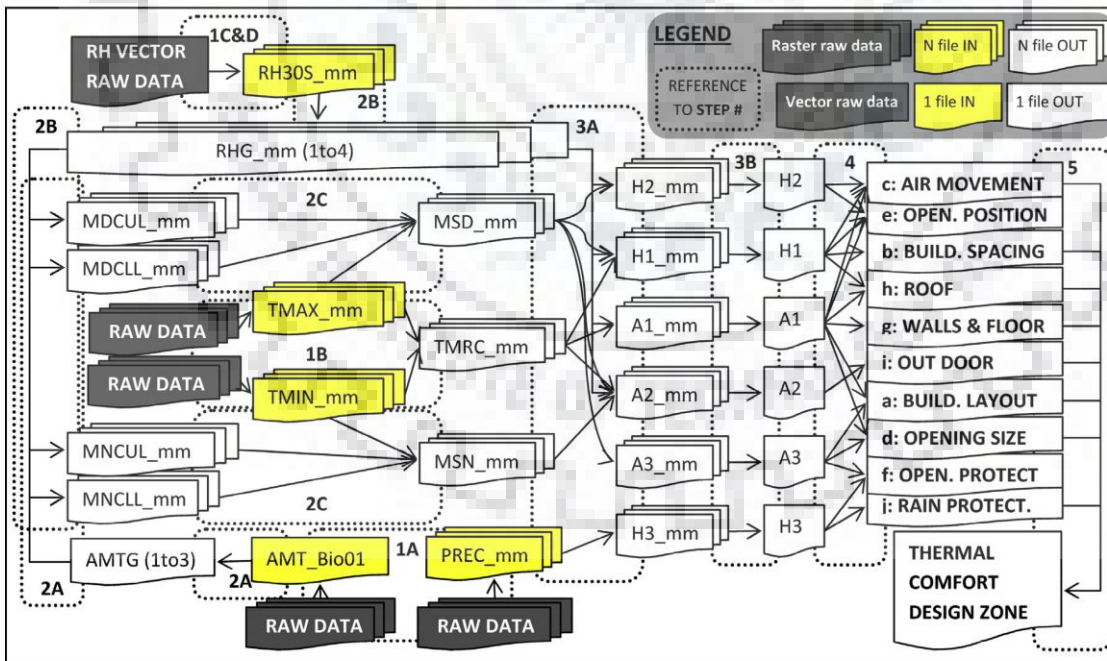 1C&D
RH VECTOR
RAW DATA
RH30S_mm
2B
LEGEND
REFERENCE
TO STEP #
Raster raw data
N file IN
N file OUT
Vector raw data
1 file IN
1 file OUT
2B
RHG_mm (1to4)
3A
3B
4
5
MDCUL_mm
MDCLL_mm
2C
MSD_mm
RAW DATA
RAW DATA
TMAX_mm
1B
TMIN_mm
TMRC_mm
MNCUL_mm
MNCLL_mm
2C
MSN_mm
AMTG (1to3)
2A
2A
AMT_Bio01
1A
PREC_mm
RAW DATA
RAW DATA
H2_mm
H1_mm
A1_mm
A2_mm
A3_mm
H3_mm
H2
H1
A1
A2
A3
H3
c: AIR MOVEMENT
e: OPEN. POSITION
b: BUILD. SPACING
h: ROOF
g: WALLS & FLOOR
i: OUT DOOR
a: BUILD. LAYOUT
d: OPENING SIZE
f: OPEN. PROTECT
j: RAIN PROTECT.
THERMAL
COMFORT
DESIGN ZONE